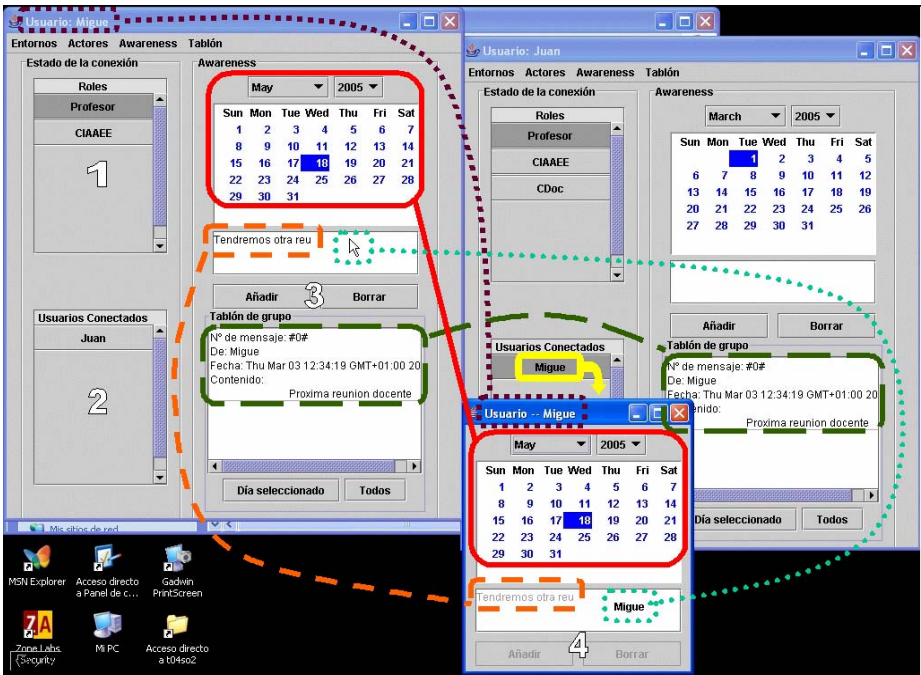 Usuario: Migue
Entornos Actores Awareness Tablón
Estado de la conexión
Roles
Profesor
CIAAEE
1
Usuarios Conectados
Juan
2
Awareness
May 2005
Sun Mon Tue Wed Thu Fri Sat
1 2 3 4 5 6 7
8 9 10 11 12 13 14
15 16 17 18 19 20 21
22 23 24 25 26 27 28
29 30 31
Tendremos otra reu
Añadir 3 Borrar
Tablón de grupo
Nº de mensaje: #0#
De: Migue
Fecha: Thu Mar 03 12:34:19 GMT+01:00 20
Contenido:
Proxima reunion docente
Día seleccionado Todos
Usuario: Juan
Entornos Actores Awareness Tablón
Estado de la conexión
Roles
Profesor
CIAAEE
CDoc
Usuarios Conectados
Migue
Awareness
March 2005
Sun Mon Tue Wed Thu Fri Sat
1 2 3 4 5
6 7 8 9 10 11 12
13 14 15 16 17 18 19
20 21 22 23 24 25 26
27 28 29 30 31
Añadir Borrar
Tablón de grupo
Nº de mensaje: #0#
De: Migue
Fecha: Thu Mar 03 12:34:19 GMT+01:00 20
Proxima reunion docente
Día seleccionado Todos
Usuario -- Migue
May 2005
Sun Mon Tue Wed Thu Fri Sat
1 2 3 4 5 6 7
8 9 10 11 12 13 14
15 16 17 18 19 20 21
22 23 24 25 26 27 28
29 30 31
Tendremos otra reu
Migue
Añadir 4 Borrar
Mis sitios de red
MSN Explorer
Acceso directo
a Panel de c...
Gadwin
PrintScreen
Zone Labs
Security
Mi PC
Acceso directo
a t04so2